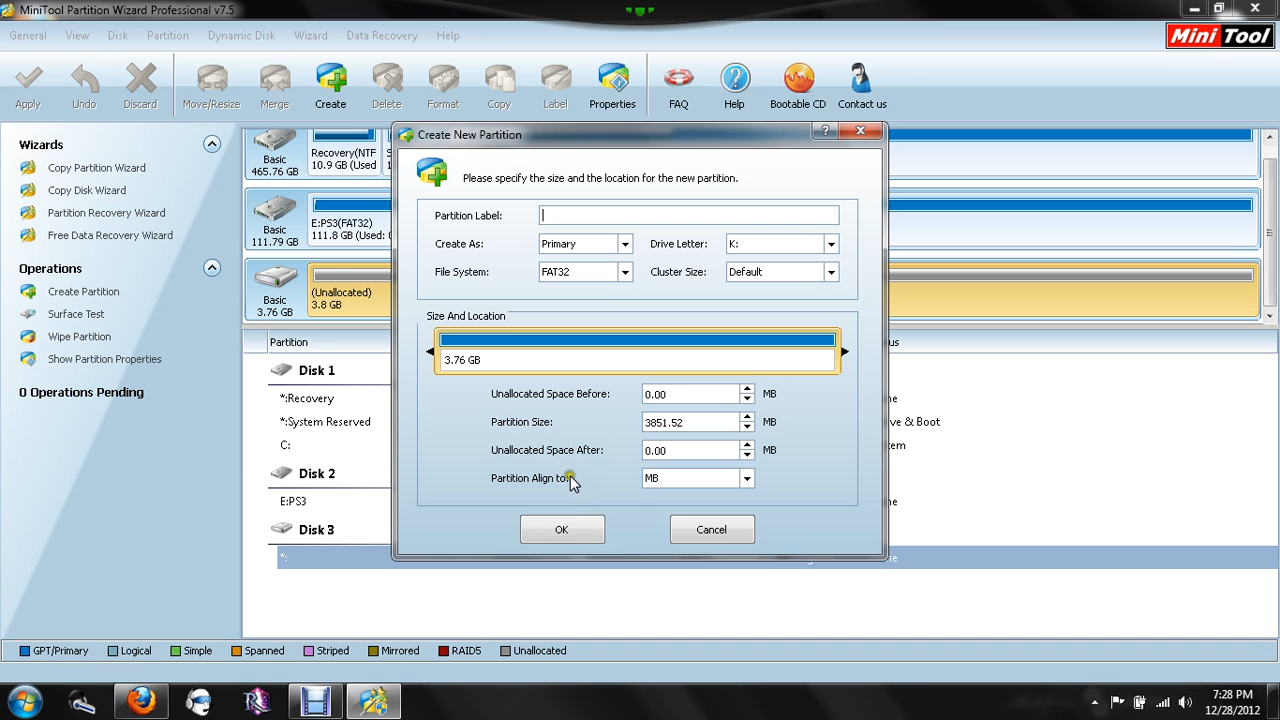 MiniTool Partition Wizard Professional v7.5
General View Disk Partition Dynamic Disk Wizard Data Recovery Help
Mini Tool
Apply Undo Discard Move/Resize Merge Create Delete Format Copy Label Properties FAQ Help Bootable CD Contact us
Wizards
Copy Partition Wizard
Copy Disk Wizard
Partition Recovery Wizard
Free Data Recovery Wizard
Operations
Create Partition
Surface Test
Wipe Partition
Show Partition Properties
0 Operations Pending
Basic
465.76 GB
Recovery(NTF
10.9 GB (Used
Basic
111.79 GB
E:PS3(FAT32)
111.8 GB (Used:
Basic
3.76 GB
(Unallocated)
3.8 GB
Partition
Disk 1
*:Recovery
*:System Reserved
C:
Disk 2
E:PS3
Disk 3
*:
Create New Partition
Please specify the size and the location for the new partition.
Partition Label:
Create As: Primary Drive Letter: K:
File System: FAT32 Cluster Size: Default
Size And Location
3.76 GB
Unallocated Space Before: 0.00 MB
Partition Size: 3851.52 MB
Unallocated Space After: 0.00 MB
Partition Align to: MB
OK Cancel
GPT/Primary Logical Simple Spanned Striped Mirrored RAID5 Unallocated
7:28 PM
12/28/2012